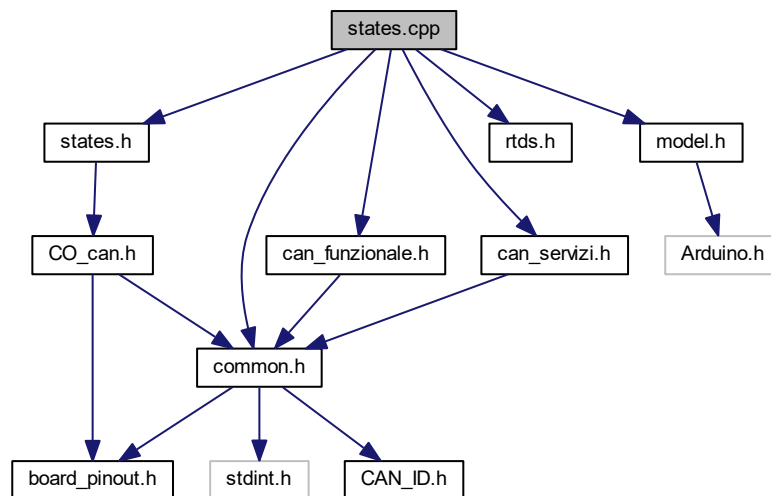 states.cpp
states.h
rtds.h
model.h
CO_can.h
can_funzionale.h
can_servizi.h
Arduino.h
common.h
board_pinout.h
stdint.h
CAN_ID.h